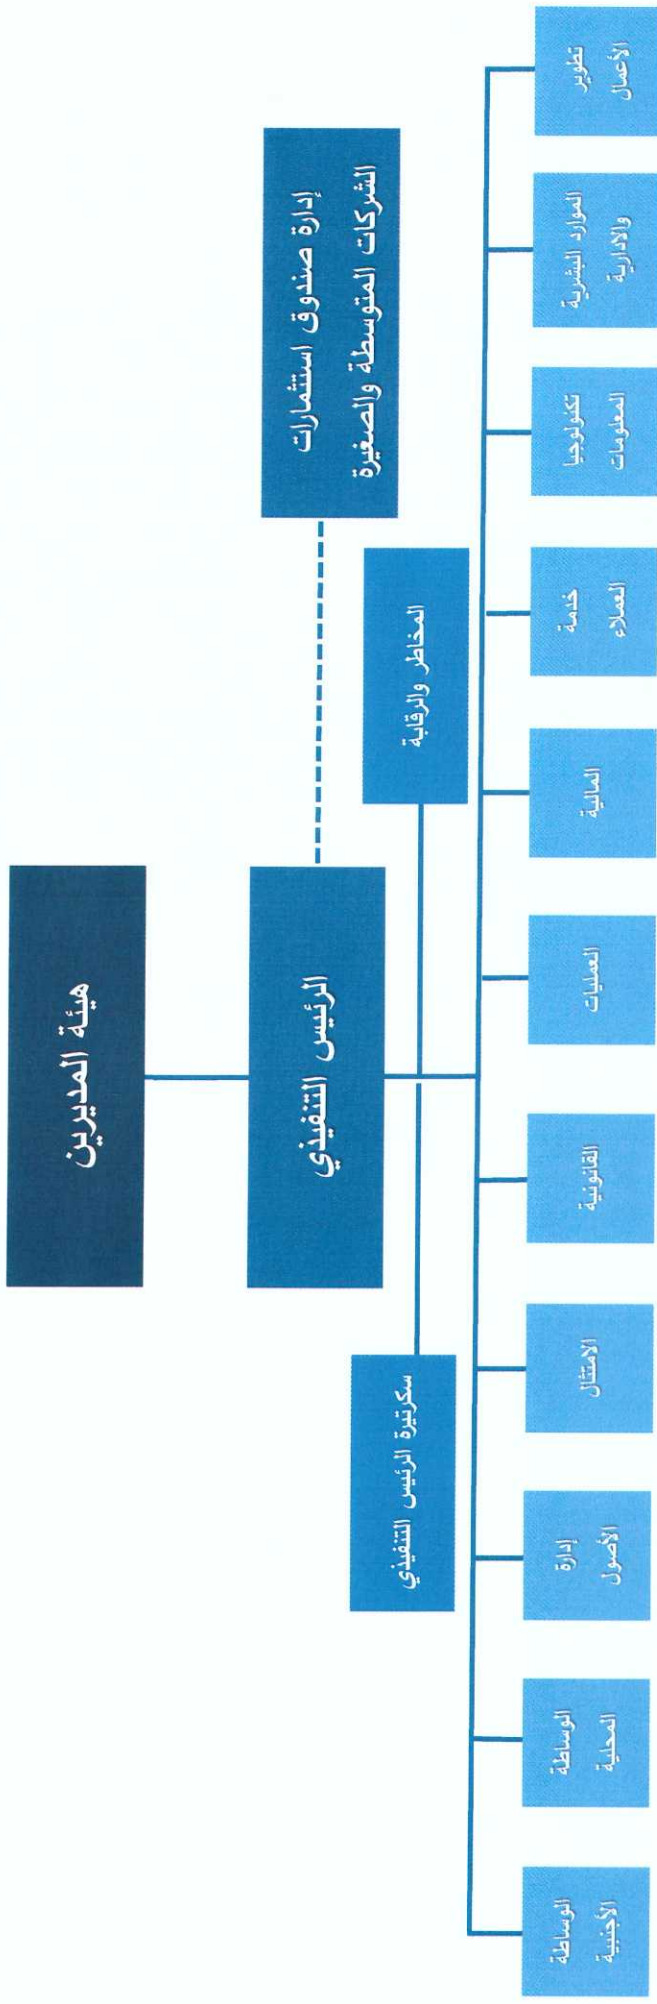 هيئة المديرين
الرئيس التنفيذي
إدارة صندوق استثمارات
الشركات المتوسطة والصغيرة
المخاطر والرقابة
سكرتيرة الرئيس التنفيذي
تطوير
الأعمال
الموارد البشرية
والادارية
تكنولوجيا
المعلومات
خدمة
العملاء
المالية
العمليات
القانونية
الامتثال
إدارة
الأصول
الوساطة
المحلية
الوساطة
الأجنبية